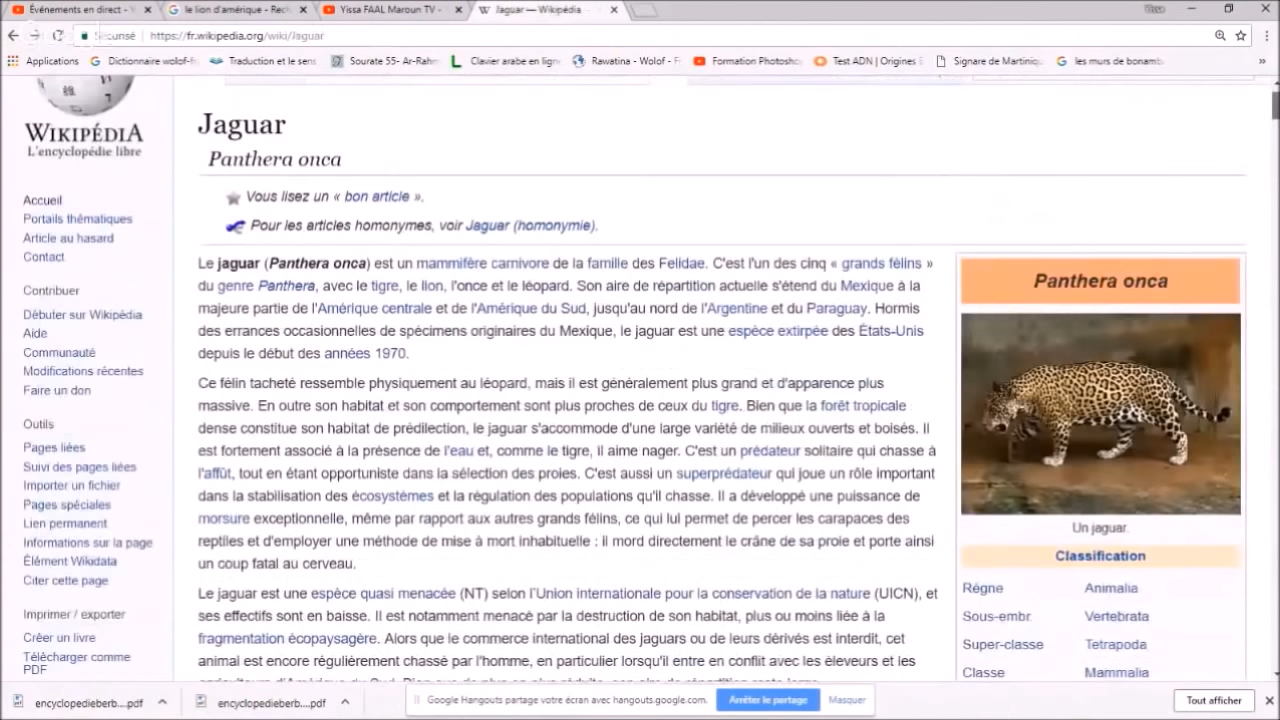 Événements en direct - 
le lion d'amérique - Rech
Yissa FAAL Maroun TV -
Jaguar — Wikipédia
Yissa
Sécurisé
https://fr.wikipedia.org/wiki/Jaguar
Applications
Dictionnaire wolof-fr
Traduction et le sens
Sourate 55- Ar-Rahm
Clavier arabe en ligne
Rawatina - Wolof - F
Formation Photosho
Test ADN | Origines
Signare de Martiniqu
les murs de bonamb
»
WIKIPÉDIA
L'encyclopédie libre
Accueil
Portails thématiques
Article au hasard
Contact
Contribuer
Débuter sur Wikipédia
Aide
Communauté
Modifications récentes
Faire un don
Outils
Pages liées
Suivi des pages liées
Importer un fichier
Pages spéciales
Lien permanent
Informations sur la page
Élément Wikidata
Citer cette page
Imprimer / exporter
Créer un livre
Télécharger comme
PDF
Jaguar
Panthera onca
Vous lisez un « bon article ».
Pour les articles homonymes, voir Jaguar (homonymie).
Le jaguar (Panthera onca) est un mammifère carnivore de la famille des Felidae. C'est l'un des cinq « grands félins »
du genre Panthera, avec le tigre, le lion, l'once et le léopard. Son aire de répartition actuelle s'étend du Mexique à la
majeure partie de l'Amérique centrale et de l'Amérique du Sud, jusqu'au nord de l'Argentine et du Paraguay. Hormis
des errances occasionnelles de spécimens originaires du Mexique, le jaguar est une espèce extirpée des États-Unis
depuis le début des années 1970.
Ce félin tacheté ressemble physiquement au léopard, mais il est généralement plus grand et d'apparence plus
massive. En outre son habitat et son comportement sont plus proches de ceux du tigre. Bien que la forêt tropicale
dense constitue son habitat de prédilection, le jaguar s'accommode d'une large variété de milieux ouverts et boisés. Il
est fortement associé à la présence de l'eau et, comme le tigre, il aime nager. C'est un prédateur solitaire qui chasse à
l'affût, tout en étant opportuniste dans la sélection des proies. C'est aussi un superprédateur qui joue un rôle important
dans la stabilisation des écosystèmes et la régulation des populations qu'il chasse. Il a développé une puissance de
morsure exceptionnelle, même par rapport aux autres grands félins, ce qui lui permet de percer les carapaces des
reptiles et d'employer une méthode de mise à mort inhabituelle : il mord directement le crâne de sa proie et porte ainsi
un coup fatal au cerveau.
Le jaguar est une espèce quasi menacée (NT) selon l'Union internationale pour la conservation de la nature (UICN), et
ses effectifs sont en baisse. Il est notamment menacé par la destruction de son habitat, plus ou moins liée à la
fragmentation écopaysagère. Alors que le commerce international des jaguars ou de leurs dérivés est interdit, cet
animal est encore régulièrement chassé par l'homme, en particulier lorsqu'il entre en conflit avec les éleveurs et les
Panthera onca
Un jaguar.
Classification
Règne Animalia
Sous-embr. Vertebrata
Super-classe Tetrapoda
Classe Mammalia
encyclopedieberb....pdf
encyclopedieberb....pdf
Google Hangouts partage votre écran avec hangouts.google.com.
Arrêter le partage
Masquer
Tout afficher